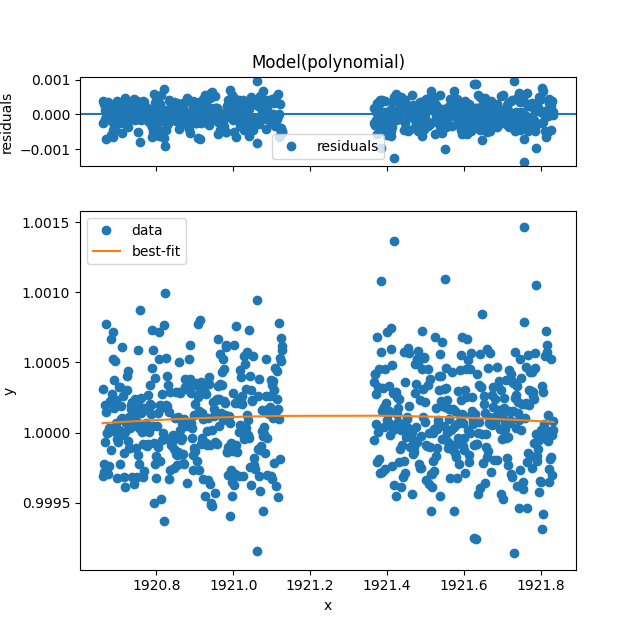 Model(polynomial)
0.001
0.000
−0.001
residuals
residuals
data
best-fit
1.0015
1.0010
1.0005
1.0000
0.9995
y
1920.8 1921.0 1921.2 1921.4 1921.6 1921.8
x